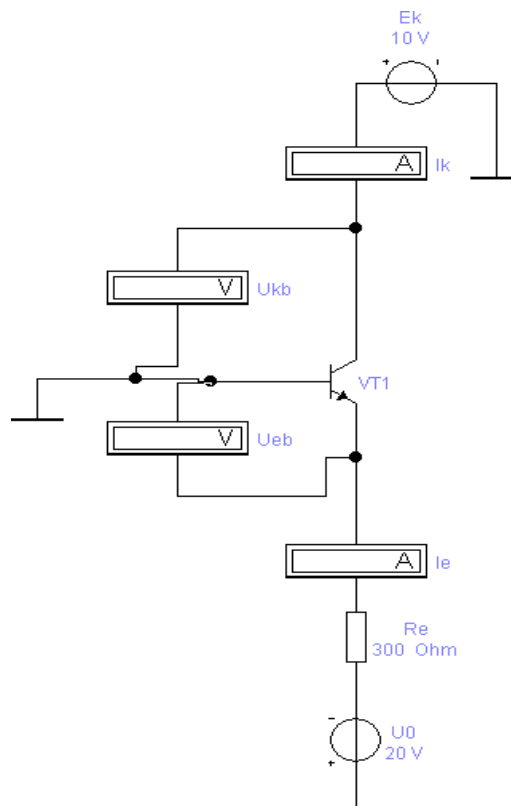 Ek
10 V
+ -
A Ik
V Ukb
VT1
V Ueb
A Ie
Re
300 Ohm
-
U0
20 V
+